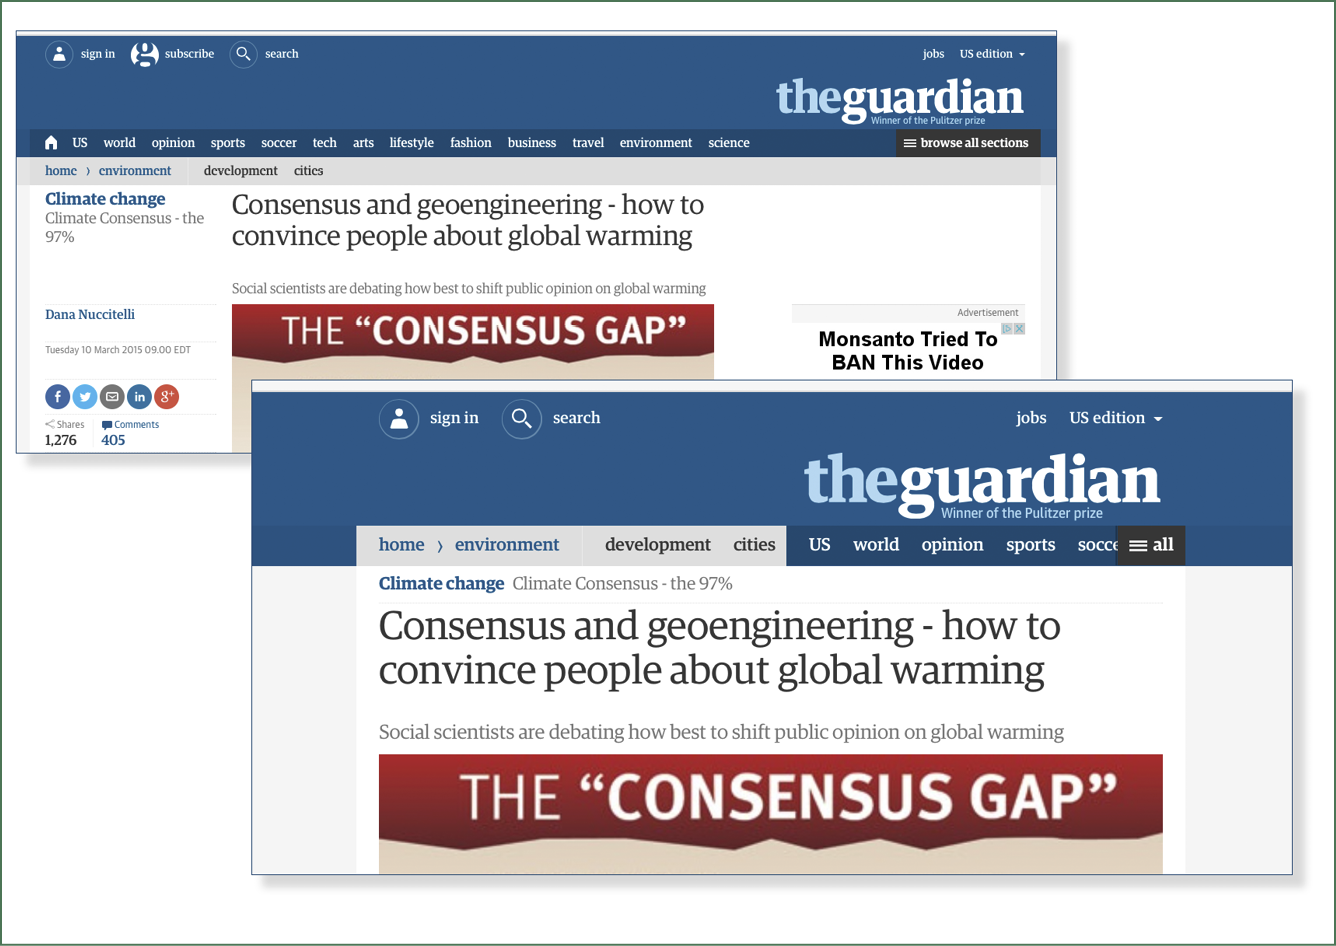 sign in subscribe search jobs US edition
theguardian
Winner of the Pulitzer prize
US world opinion sports soccer tech arts lifestyle fashion business travel environment science browse all sections
home › environment development cities
Climate change
Climate Consensus - the
97%
Consensus and geoengineering - how to
convince people about global warming
Social scientists are debating how best to shift public opinion on global warming
Dana Nuccitelli
Tuesday 10 March 2015 09.00 EDT
f in g+
Shares Comments
1,276 405
THE “CONSENSUS GAP”
Advertisement
Monsanto Tried To
BAN This Video
sign in search jobs US edition
theguardian
Winner of the Pulitzer prize
home › environment development cities US world opinion sports socce all
Climate change Climate Consensus - the 97%
Consensus and geoengineering - how to
convince people about global warming
Social scientists are debating how best to shift public opinion on global warming
THE “CONSENSUS GAP”